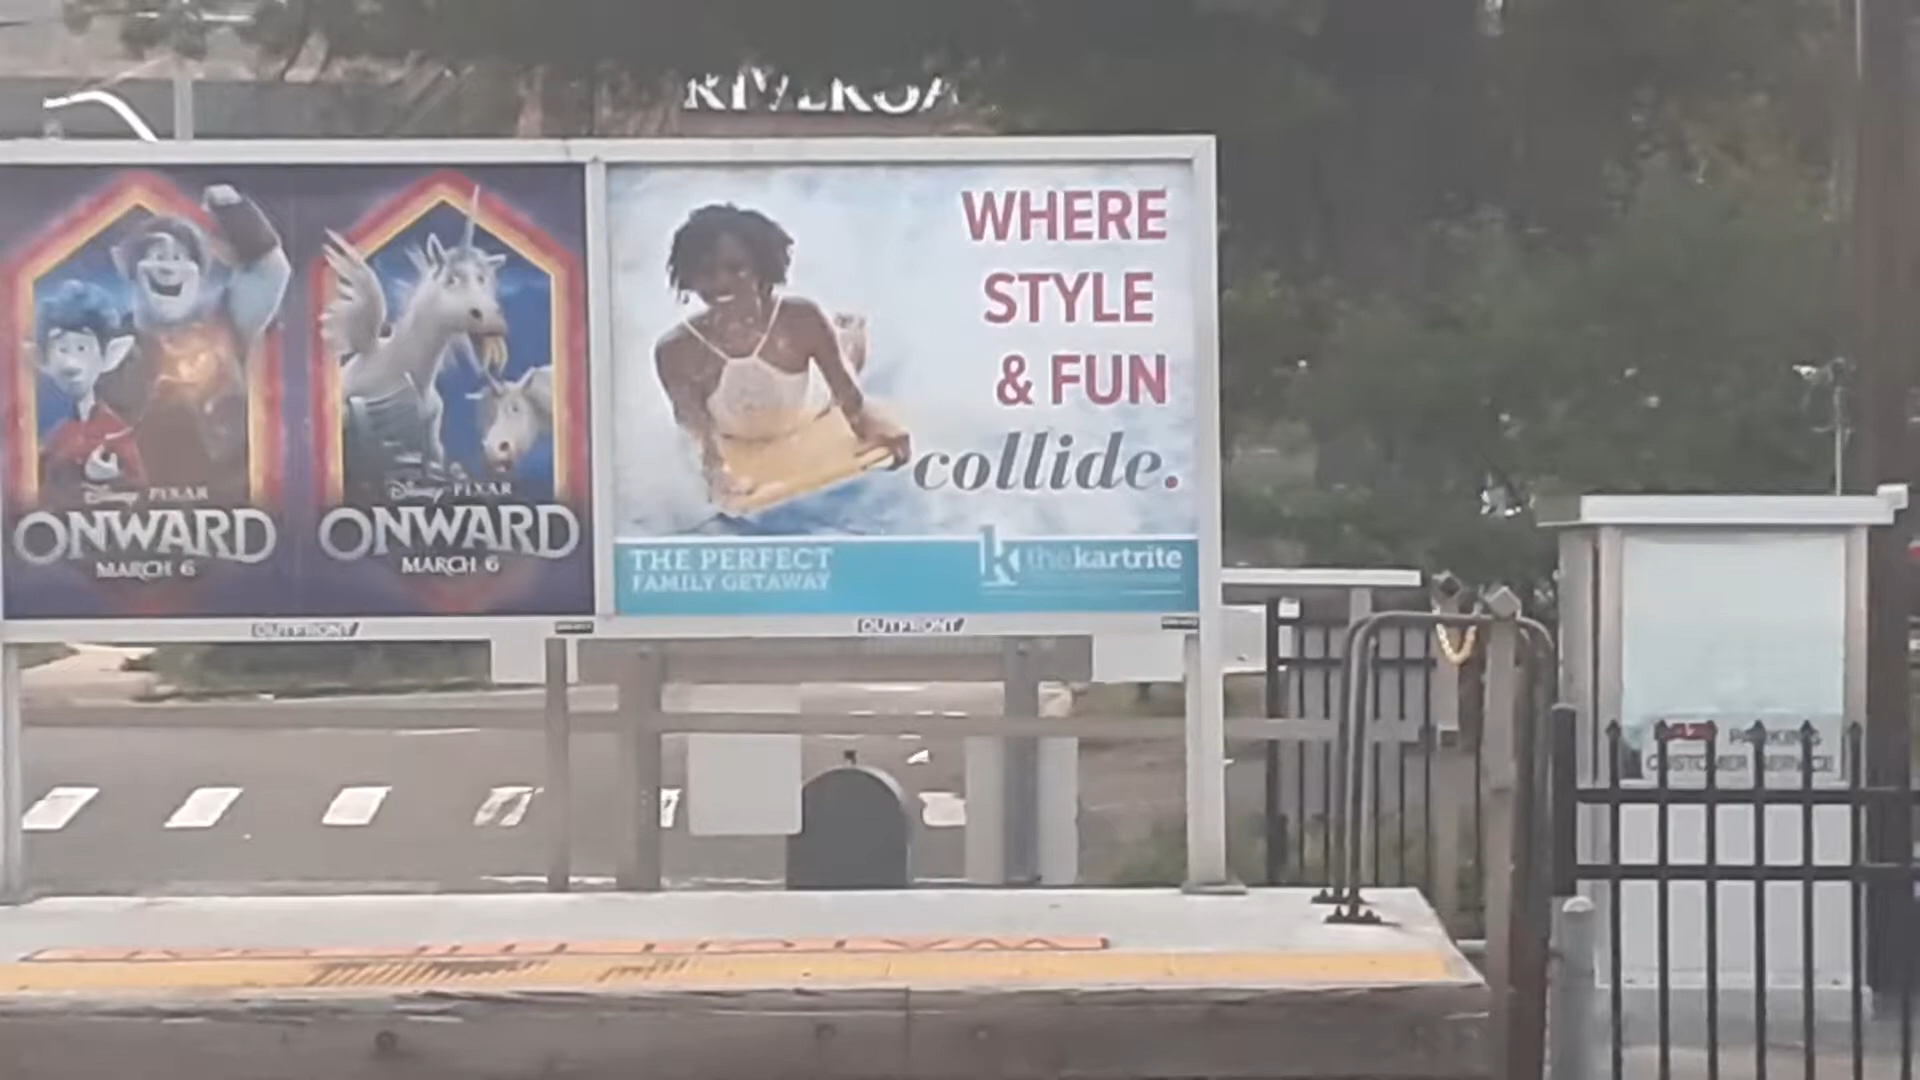 DISNEY PIXAR
ONWARD
MARCH 6
DISNEY PIXAR
ONWARD
MARCH 6
OUTFRONT/
WHERE
STYLE
& FUN
collide.
THE PERFECT
FAMILY GETAWAY
k thekartrite
OUTFRONT/
PARKING
CUSTOMER SERVICE